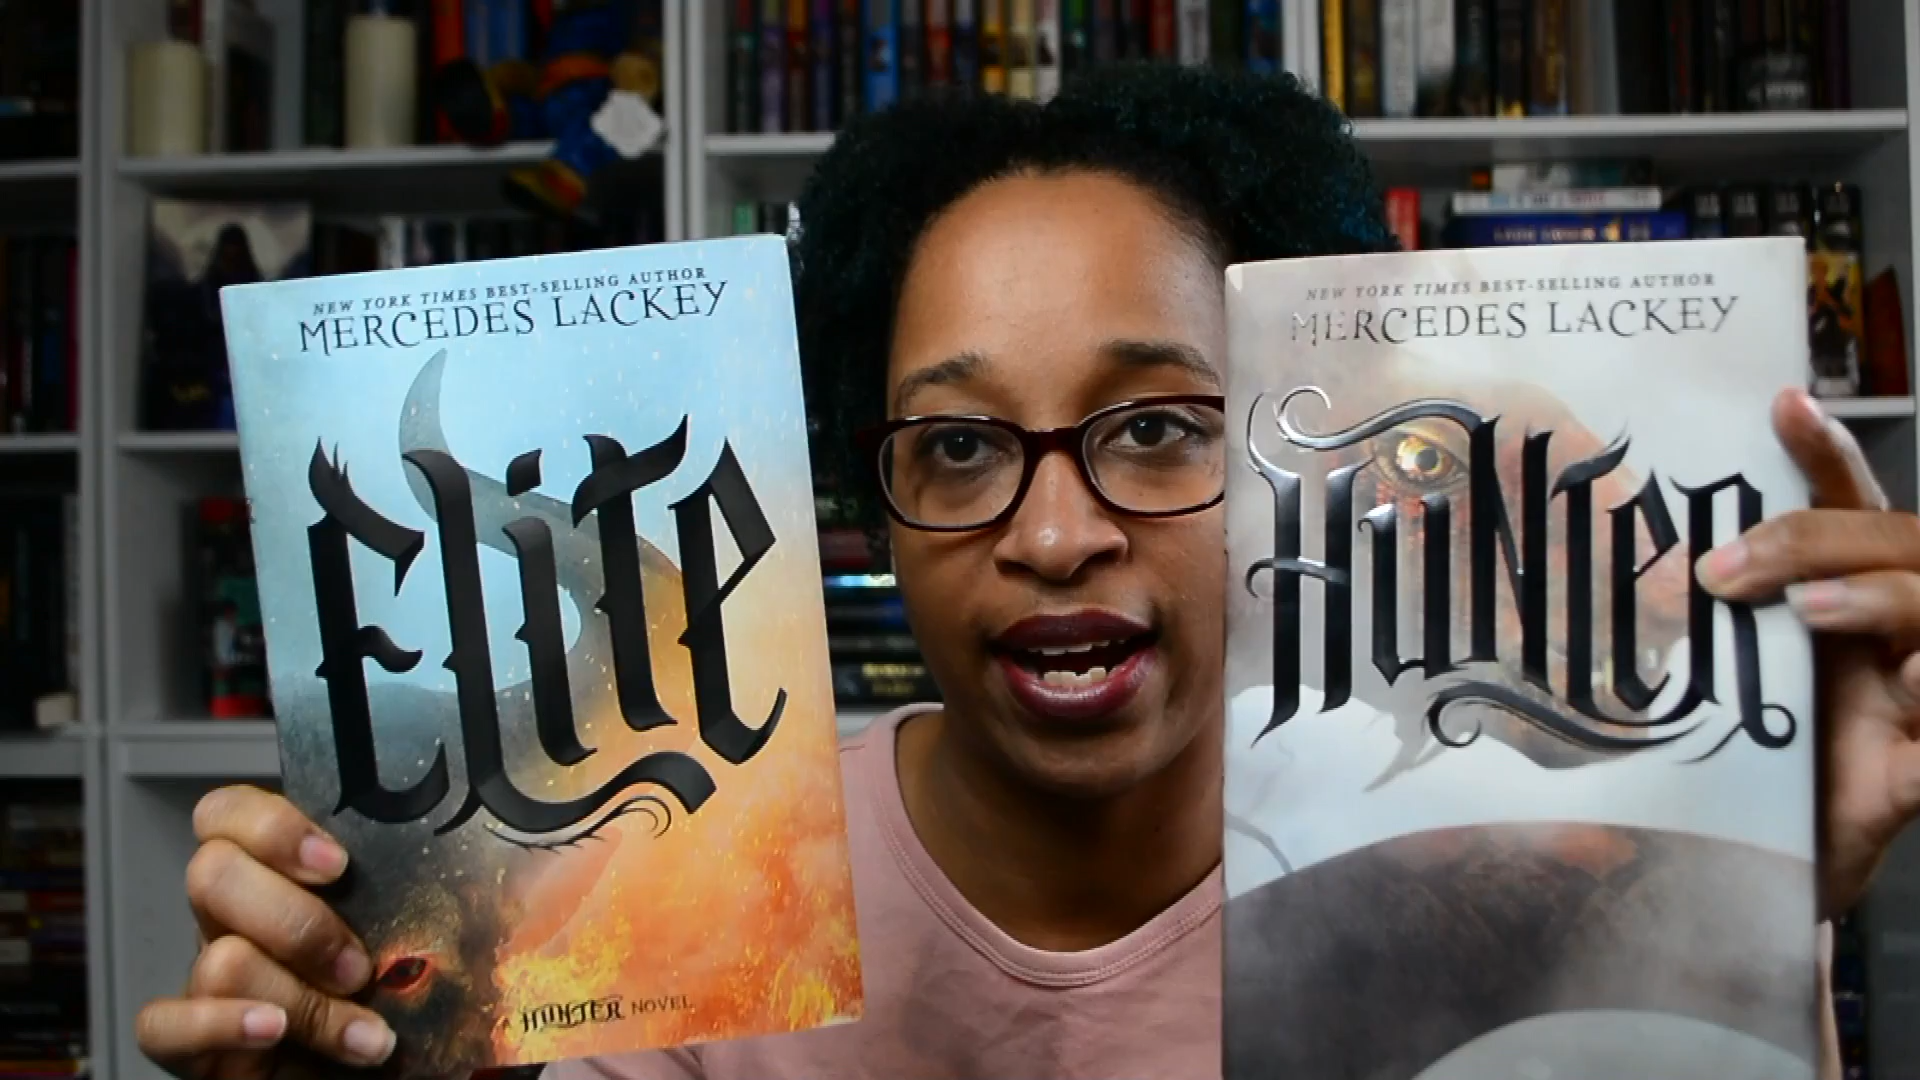 NEW YORK TIMES BEST-SELLING AUTHOR
MERCEDES LACKEY
Elite
A HUNTER NOVEL
NEW YORK TIMES BEST-SELLING AUTHOR
MERCEDES LACKEY
HuNTeR